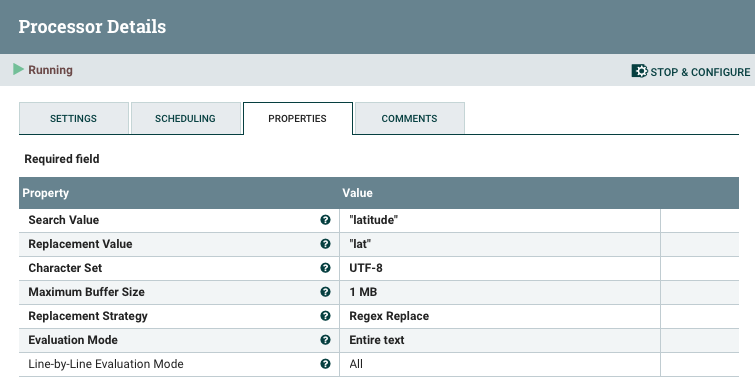 Processor Details
Running
STOP & CONFIGURE
SETTINGS SCHEDULING PROPERTIES COMMENTS
Required field
Property Value
Search Value "latitude"
Replacement Value "lat"
Character Set UTF-8
Maximum Buffer Size 1 MB
Replacement Strategy Regex Replace
Evaluation Mode Entire text
Line-by-Line Evaluation Mode All